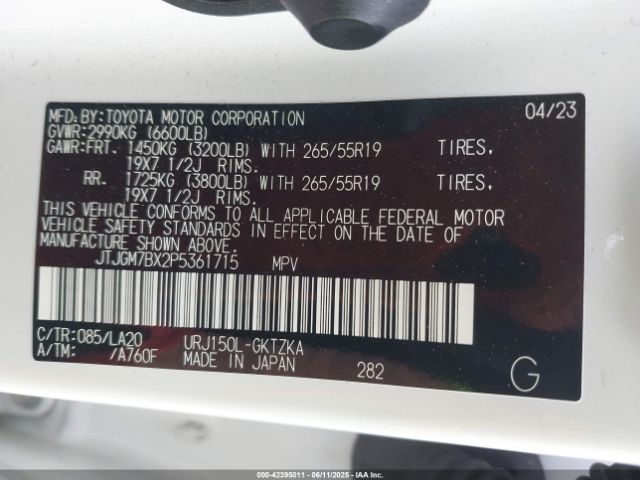 MFD. BY: TOYOTA MOTOR CORPORATION 04/23
GVWR: 2990KG (6600LB)
GAWR: FRT. 1450KG (3200LB) WITH 265/55R19 TIRES.
19X7 1/2J RIMS.
RR. 1725KG (3800LB) WITH 265/55R19 TIRES.
19X7 1/2J RIMS.
THIS VEHICLE CONFORMS TO ALL APPLICABLE FEDERAL MOTOR
VEHICLE SAFETY STANDARDS IN EFFECT ON THE DATE OF
MANUFACTURE SHOWN ABOVE.
JTJGM7BX2P5361715 MPV
C/TR: 085/LA20 URJ150L-GKTZKA
A/TM: /A760F MADE IN JAPAN 282 G
00-42395011 - 06/11/2025 - IAA Inc.